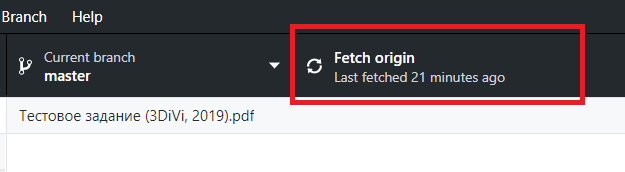 Branch Help
Current branch
master
Fetch origin
Last fetched 21 minutes ago
Тестовое задание (3DiVi, 2019).pdf